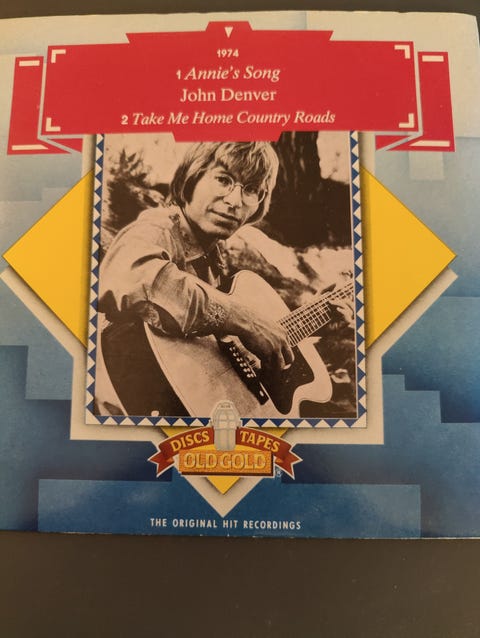 1974
1 Annie's Song
John Denver
2 Take Me Home Country Roads
DISCS TAPES
OLD GOLD
THE ORIGINAL HIT RECORDINGS